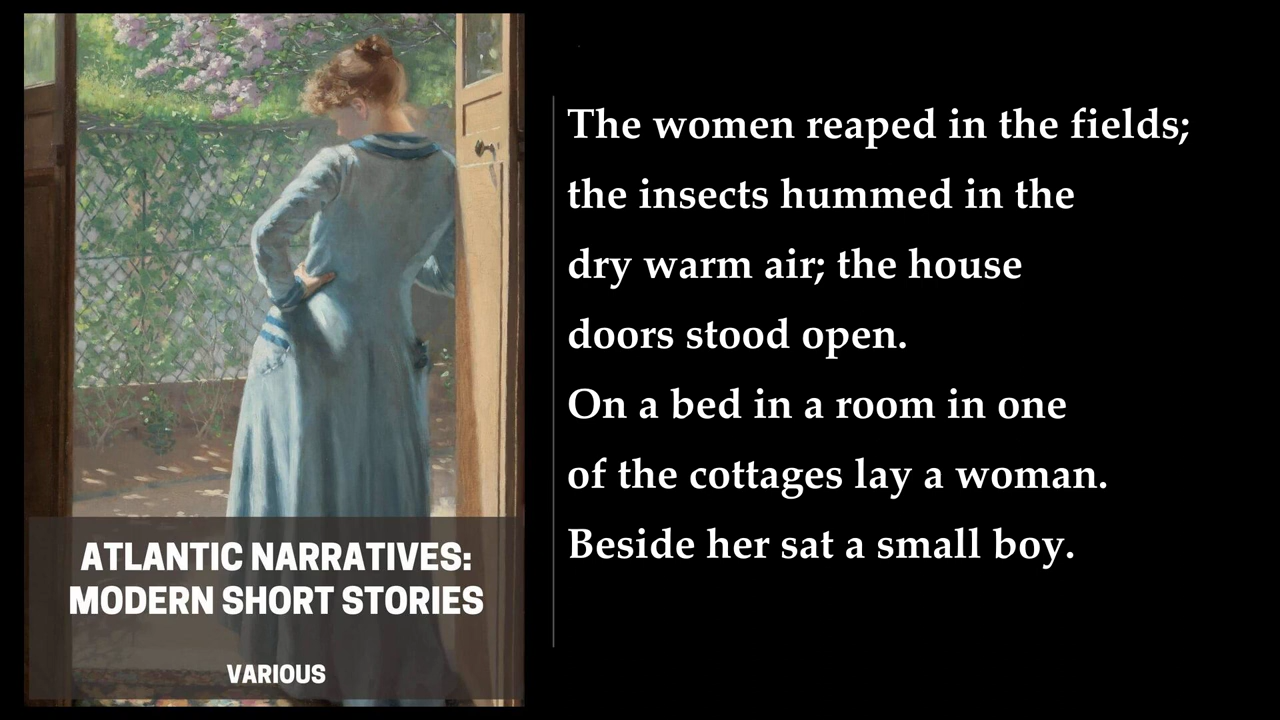 The women reaped in the fields;
the insects hummed in the
dry warm air; the house
doors stood open.
On a bed in a room in one
of the cottages lay a woman.
Beside her sat a small boy.
ATLANTIC NARRATIVES:
MODERN SHORT STORIES
VARIOUS